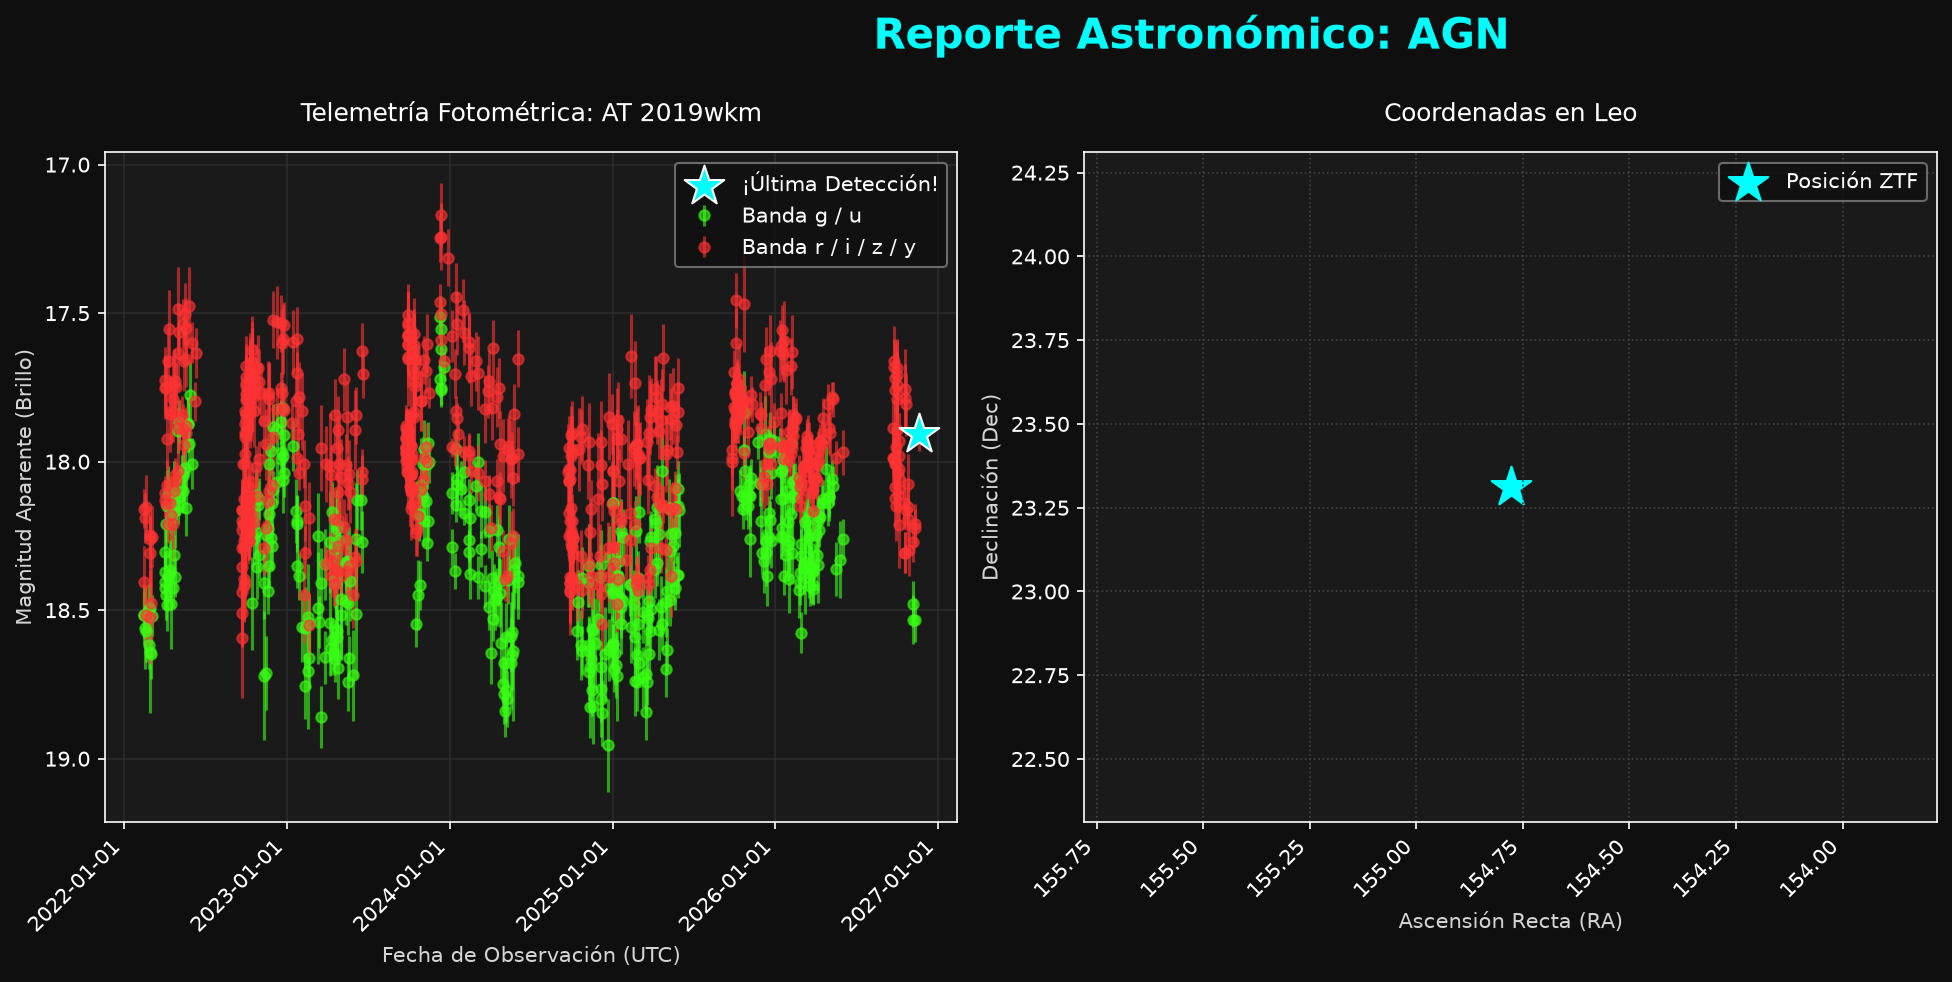 Reporte Astronómico: AGN
Telemetría Fotométrica: AT 2019wkm
Magnitud Aparente (Brillo)
17.0
17.5
18.0
18.5
19.0
¡Última Detección!
Banda g / u
Banda r / i / z / y
2022-01-01
2023-01-01
2024-01-01
2025-01-01
2026-01-01
2027-01-01
Fecha de Observación (UTC)
Coordenadas en Leo
Declinación (Dec)
24.25
24.00
23.75
23.50
23.25
23.00
22.75
22.50
Posición ZTF
155.75
155.50
155.25
155.00
154.75
154.50
154.25
154.00
Ascensión Recta (RA)